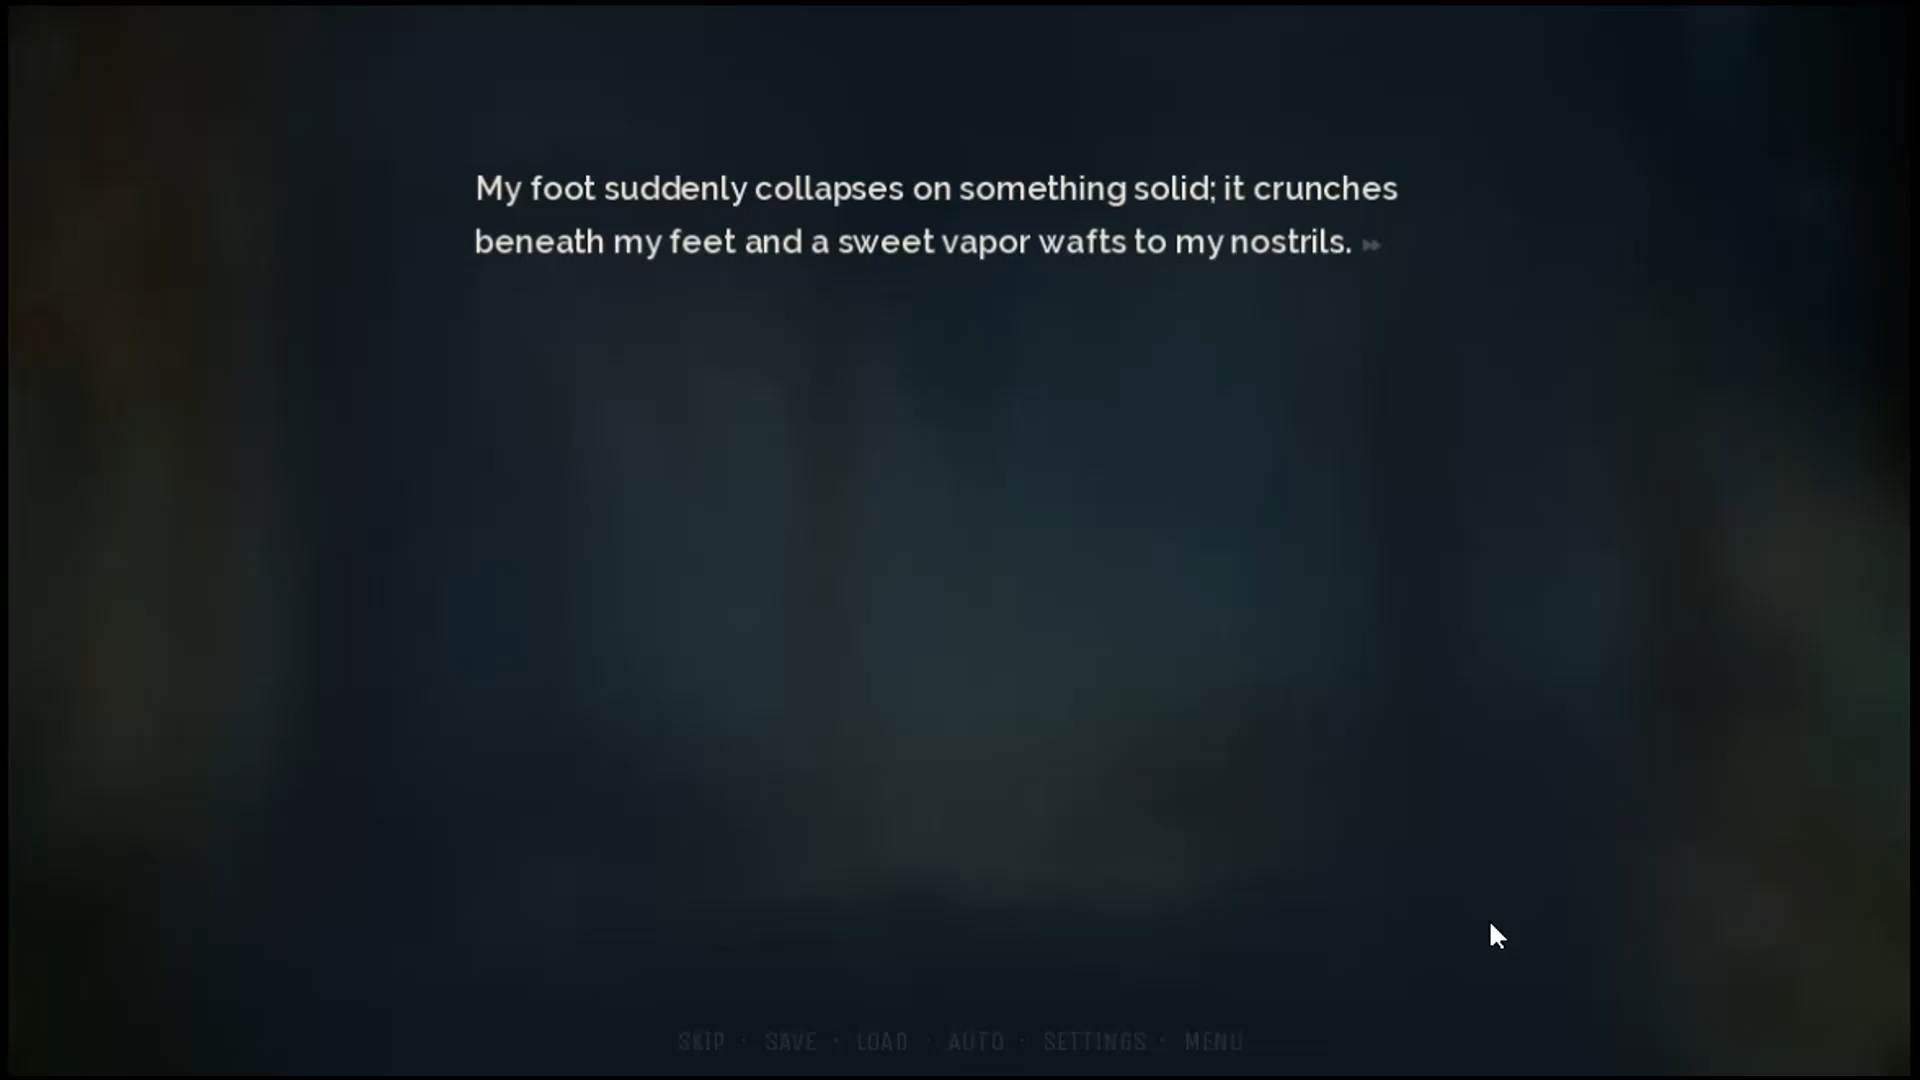 My foot suddenly collapses on something solid; it crunches
beneath my feet and a sweet vapor wafts to my nostrils.
SKIP · SAVE · LOAD · AUTO · SETTINGS · MENU